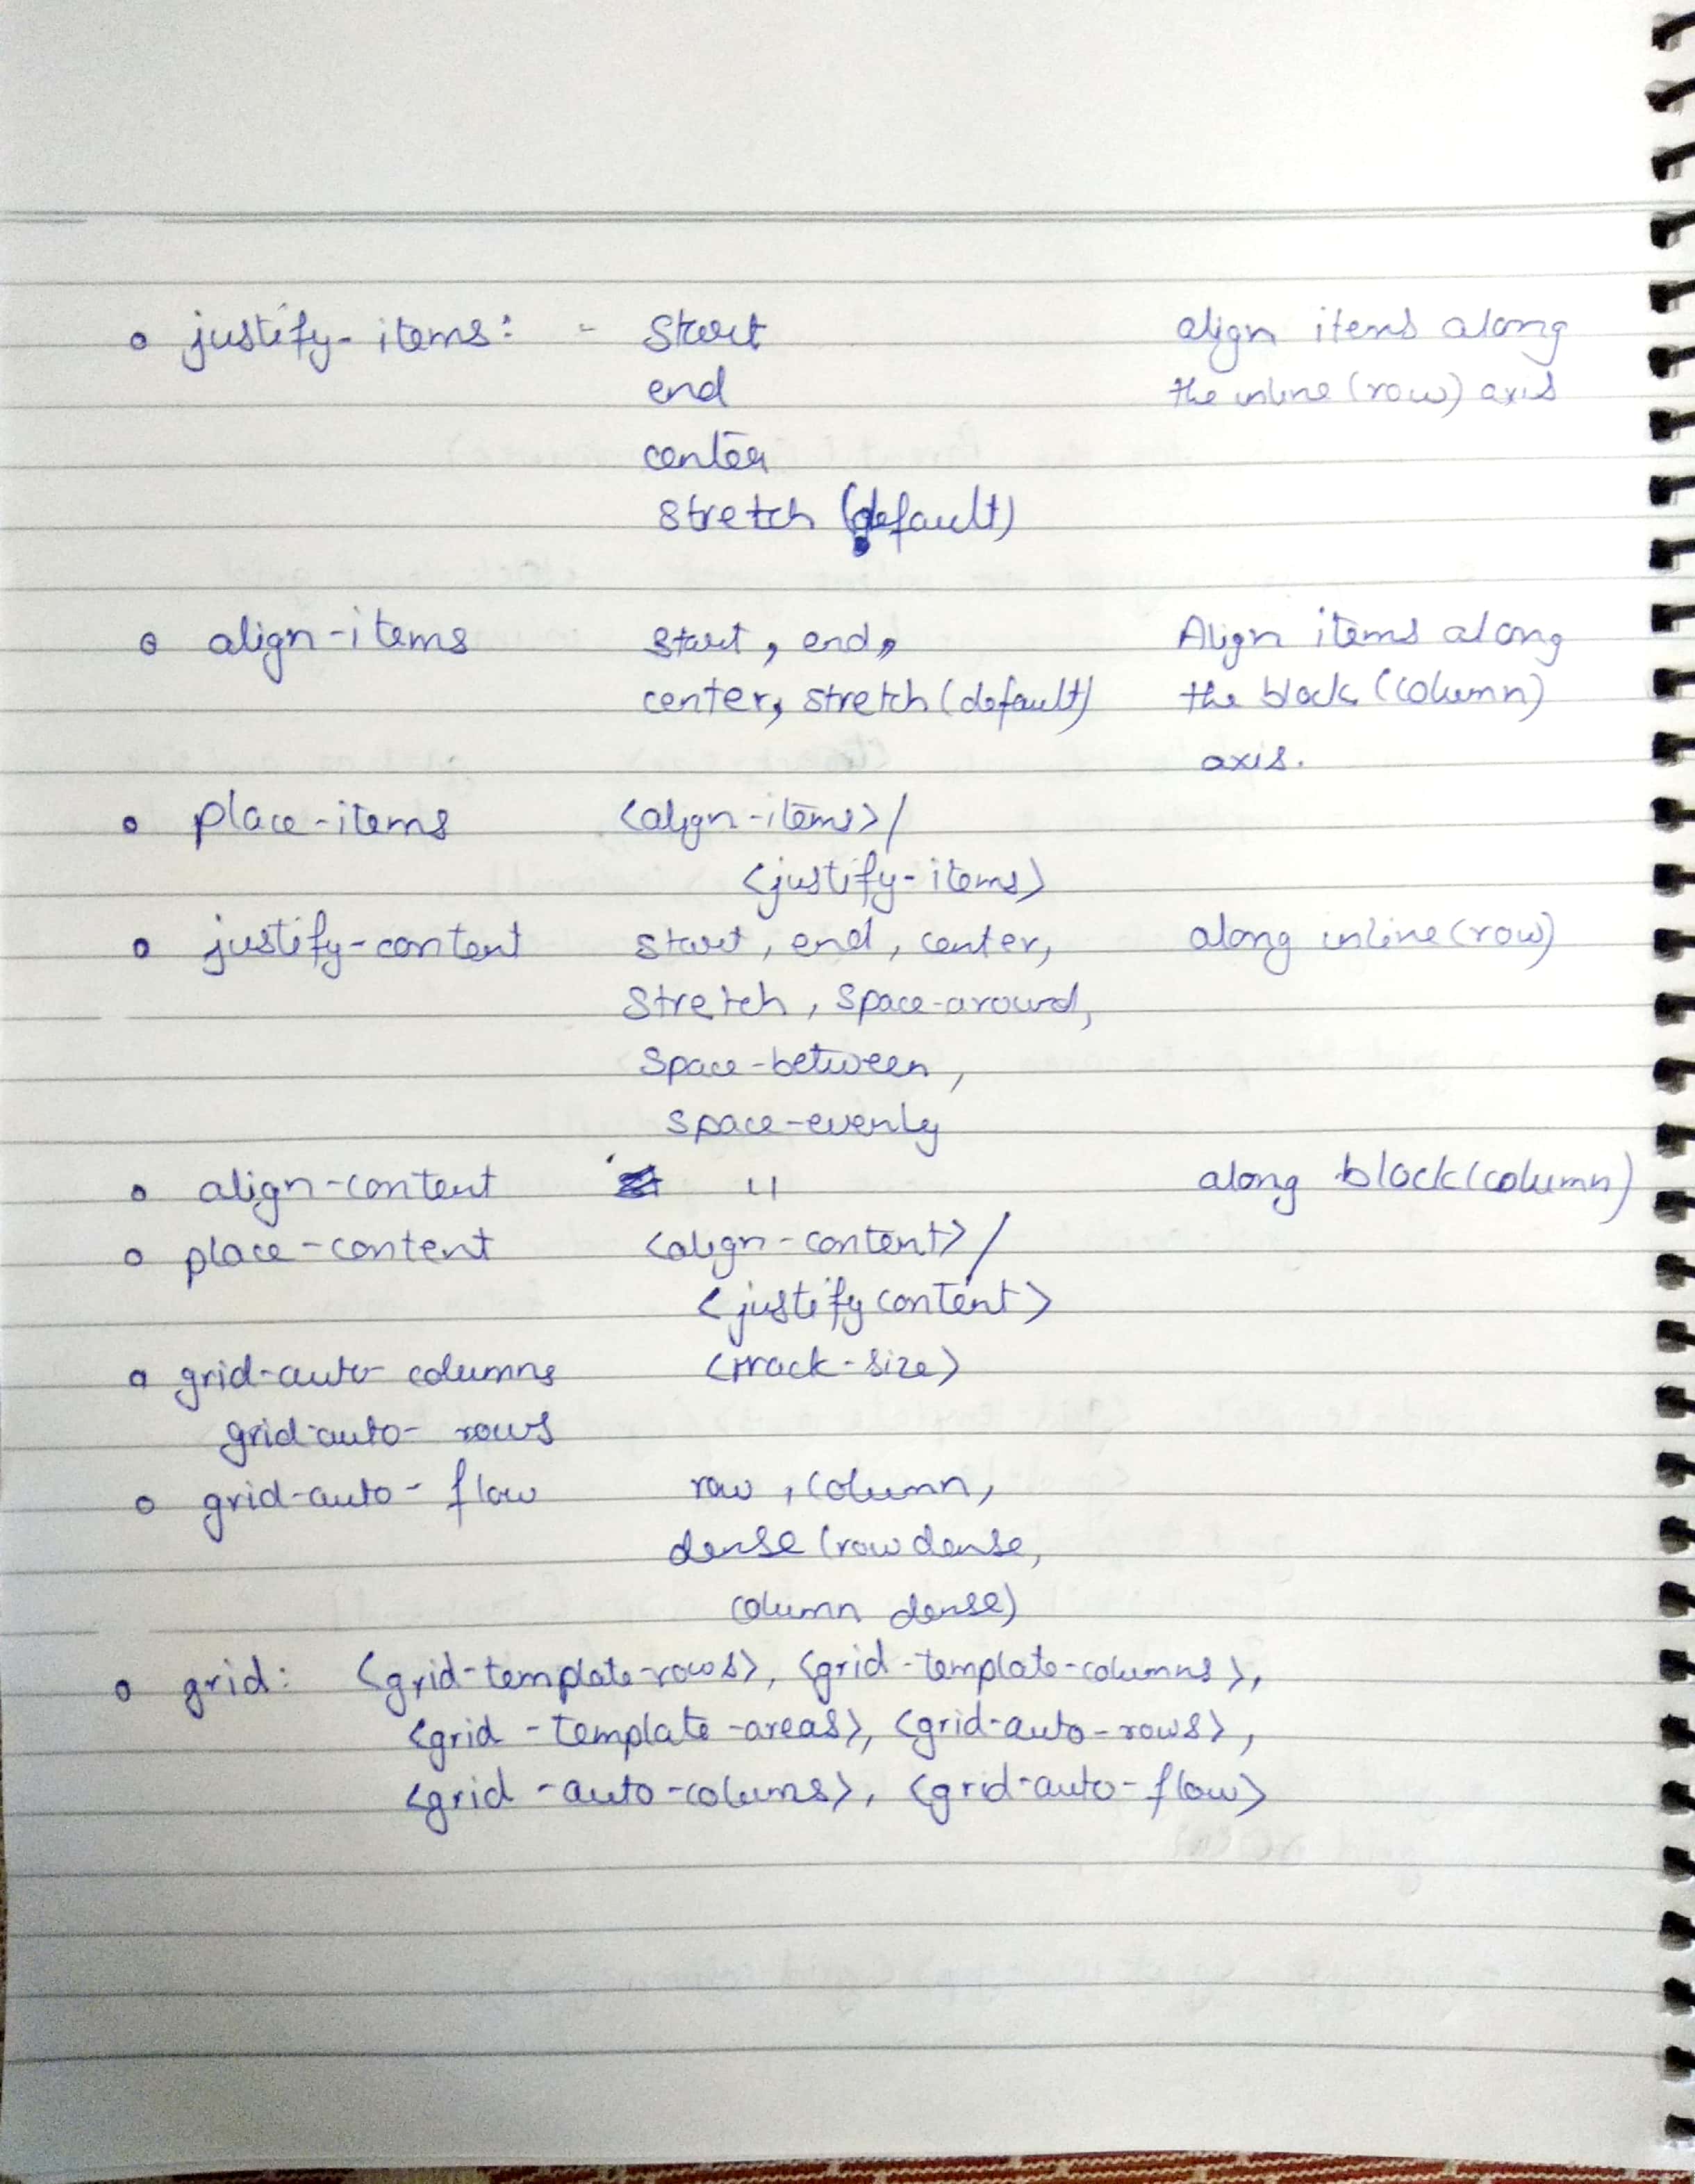 o justify-items: - start align items along
end the inline (row) axis
center
stretch (default)
o align-items start, end, Align items along
center, stretch (default) the block (column)
axis.
o place-items <align-items>/
<justify-items>
o justify-content start, end, center, along inline (row)
stretch, space-around,
space-between,
space-evenly
o align-content " along block (column)
o place-content <align-content>/
<justify content>
o grid-auto-columns <track-size>
grid-auto-rows
o grid-auto-flow row, column,
dense (row dense,
column dense)
o grid: <grid-template-rows>, <grid-template-columns>,
<grid-template-areas>, <grid-auto-rows>,
<grid-auto-colums>, <grid-auto-flow>